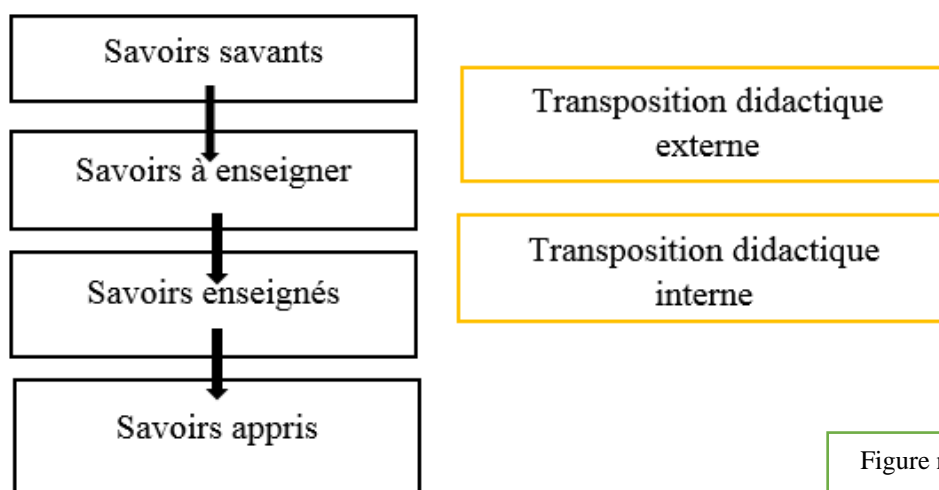 Savoirs savants
Transposition didactique
externe
Savoirs à enseigner
Transposition didactique
interne
Savoirs enseignés
Savoirs appris
Figure